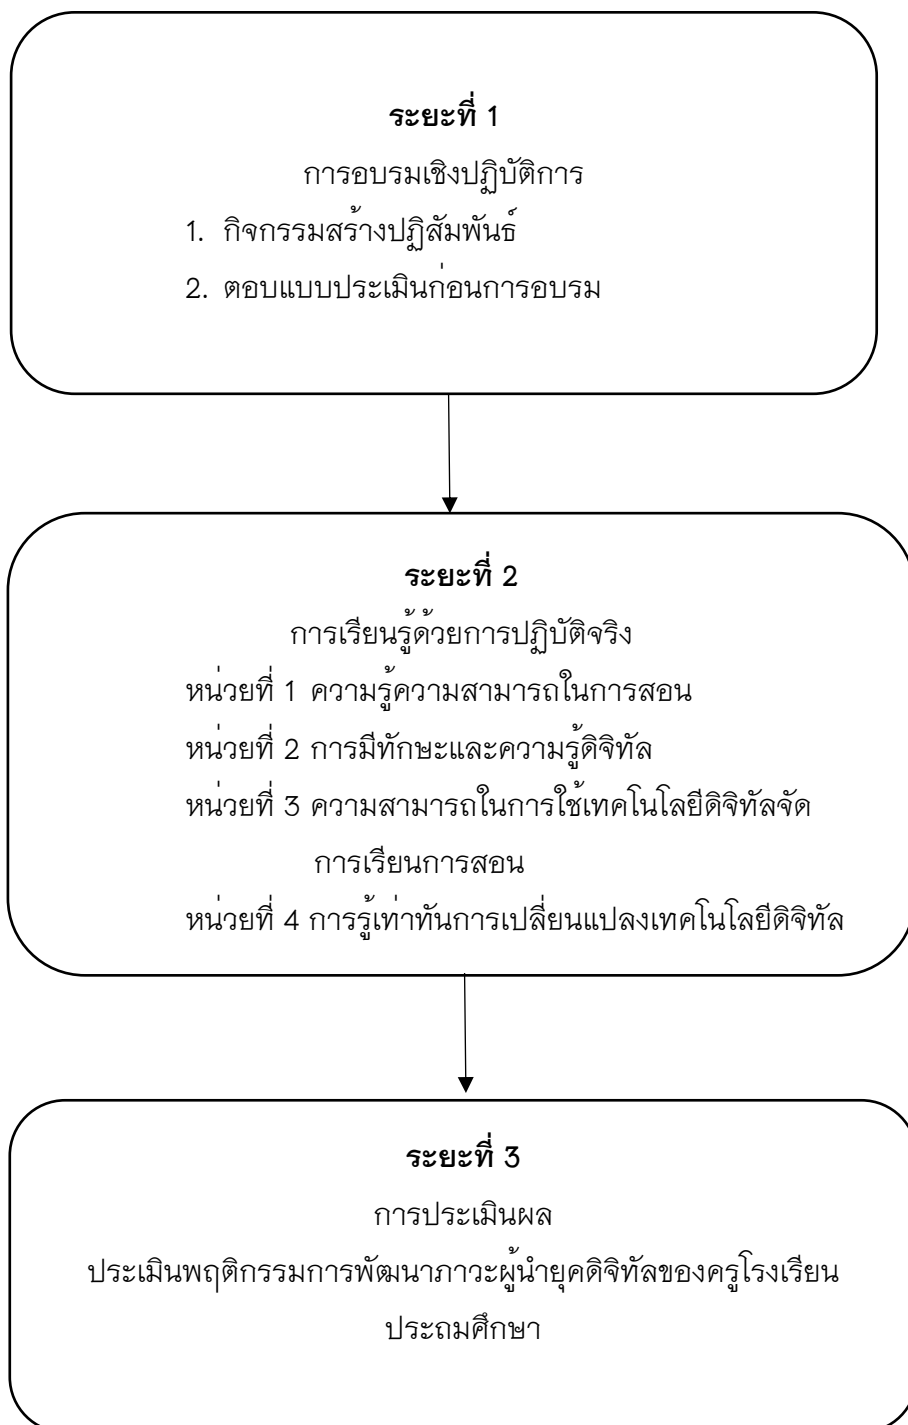 ระยะที่ 1
การอบรมเชิงปฏิบัติการ
1. กิจกรรมสร้างปฏิสัมพันธ์
2. ตอบแบบประเมินก่อนการอบรม
ระยะที่ 2
การเรียนรู้ด้วยการปฏิบัติจริง
หน่วยที่ 1 ความรู้ความสามารถในการสอน
หน่วยที่ 2 การมีทักษะและความรู้ดิจิทัล
หน่วยที่ 3 ความสามารถในการใช้เทคโนโลยีดิจิทัลจัด
การเรียนการสอน
หน่วยที่ 4 การรู้เท่าทันการเปลี่ยนแปลงเทคโนโลยีดิจิทัล
ระยะที่ 3
การประเมินผล
ประเมินพฤติกรรมการพัฒนาภาวะผู้นำยุคดิจิทัลของครูโรงเรียน
ประถมศึกษา